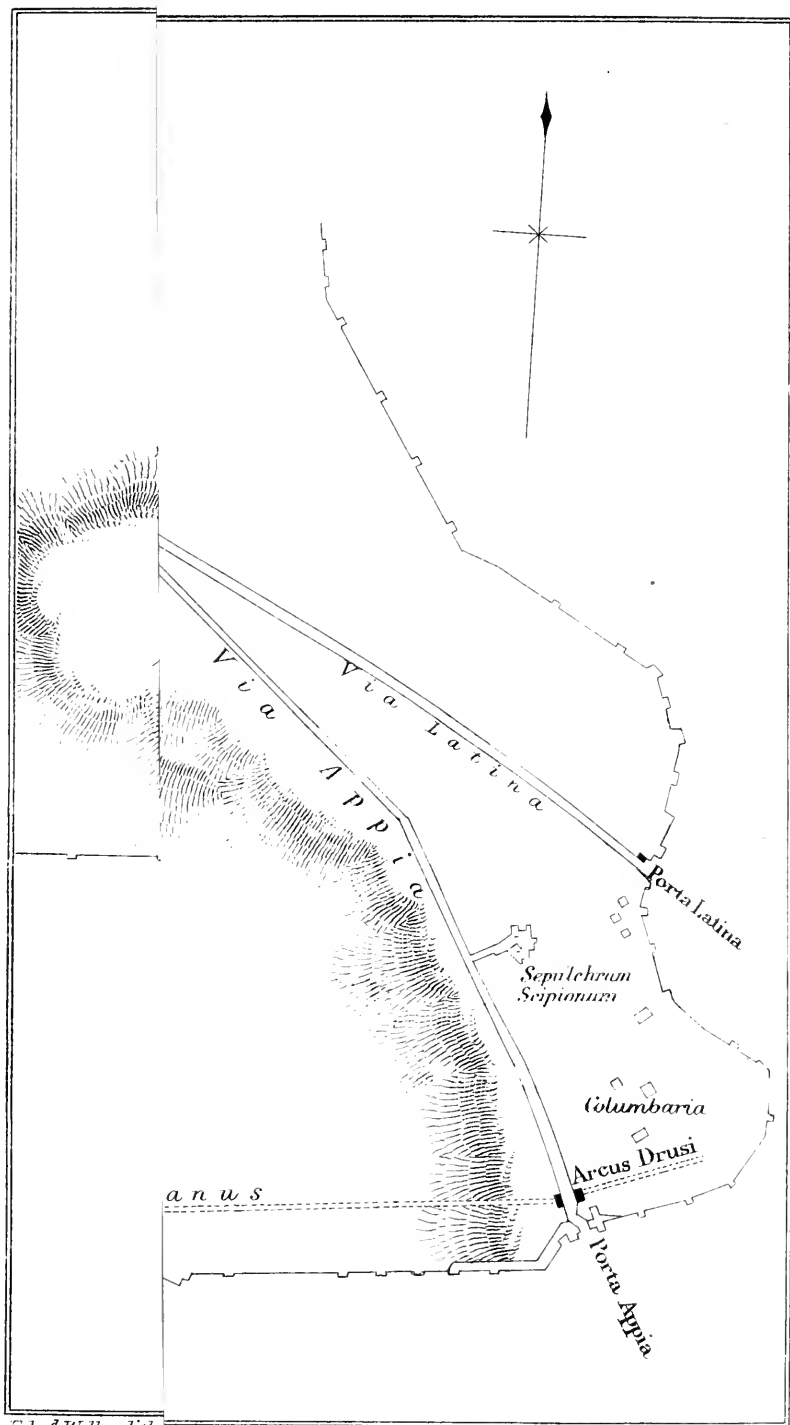 Via Appia
Via Latina
Porta Latina
Sepulchrum
Scipionum
Columbaria
Arcus Drusi
anus
Porta Appia